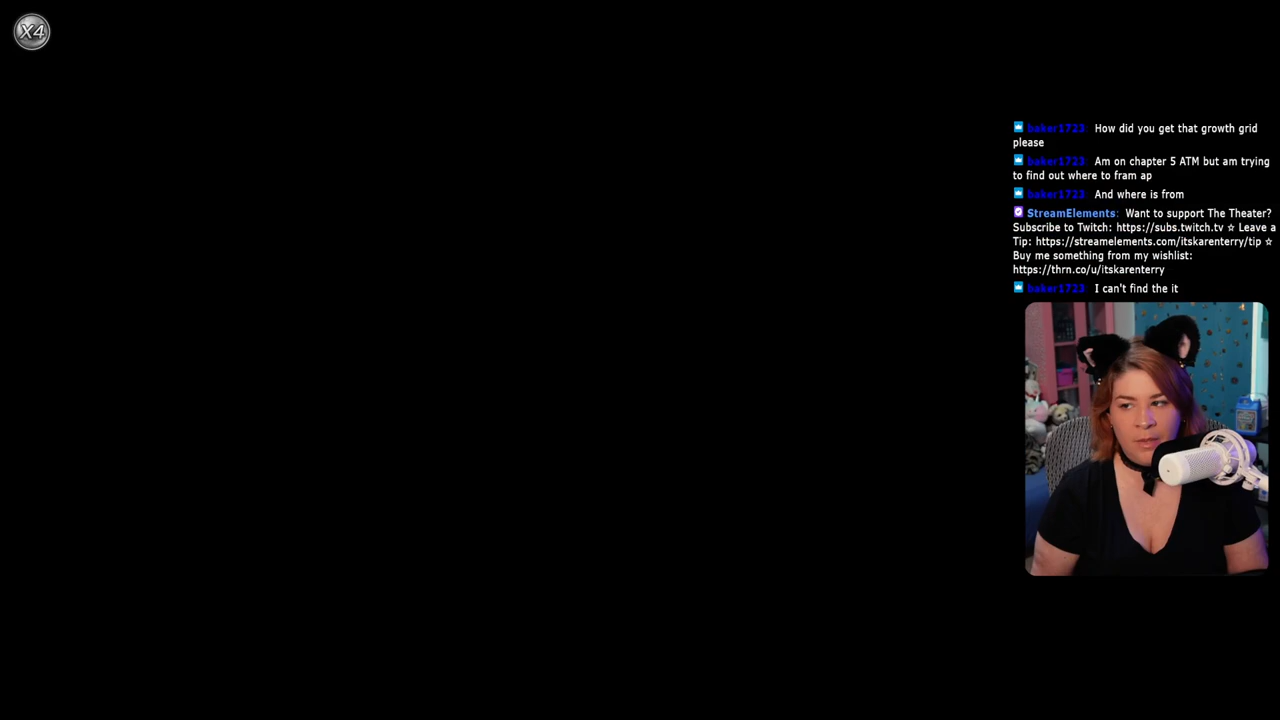 X4
baker1723: How did you get that growth grid
please
baker1723: Am on chapter 5 ATM but am trying
to find out where to fram ap
baker1723: And where is from
StreamElements: Want to support The Theater?
Subscribe to Twitch: https://subs.twitch.tv ☆ Leave a
Tip: https://streamelements.com/itskarenterry/tip ☆
Buy me something from my wishlist:
https://thrn.co/u/itskarenterry
baker1723: I can't find the it